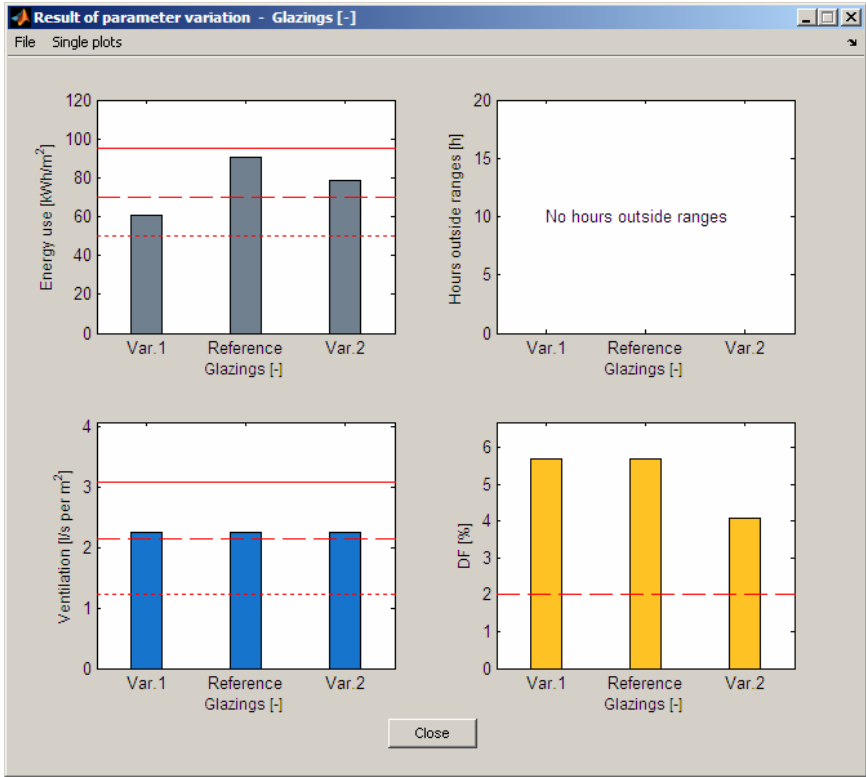 Result of parameter variation - Glazings [-]
File Single plots
120
100
80
60
40
20
0
Energy use [kWh/m²]
Var.1 Reference Var.2
Glazings [-]
20
15
10
5
0
Hours outside ranges [h]
No hours outside ranges
Var.1 Reference Var.2
Glazings [-]
4
3
2
1
0
Ventilation [l/s per m²]
Var.1 Reference Var.2
Glazings [-]
6
5
4
3
2
1
0
DF [%]
Var.1 Reference Var.2
Glazings [-]
Close